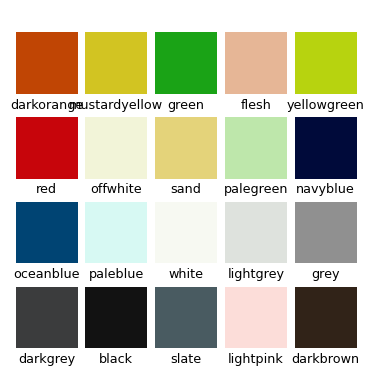 darkorange mustardyellow green flesh yellowgreen
red offwhite sand palegreen navyblue
oceanblue paleblue white lightgrey grey
darkgrey black slate lightpink darkbrown